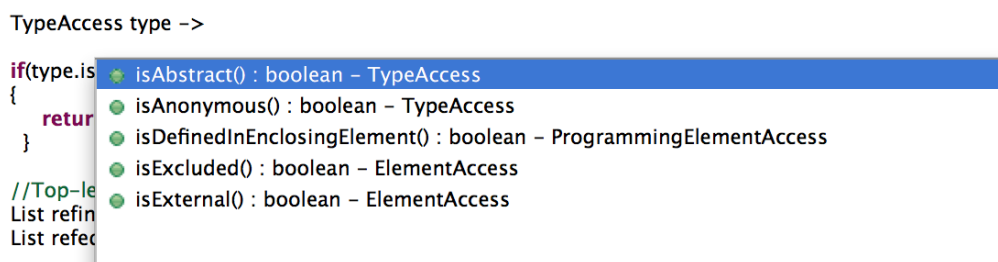 TypeAccess type ->
if(type.is
isAbstract() : boolean – TypeAccess
{
isAnonymous() : boolean – TypeAccess
retur
isDefinedInEnclosingElement() : boolean – ProgrammingElementAccess
}
isExcluded() : boolean – ElementAccess
//Top-le
isExternal() : boolean – ElementAccess
List refin
List refe